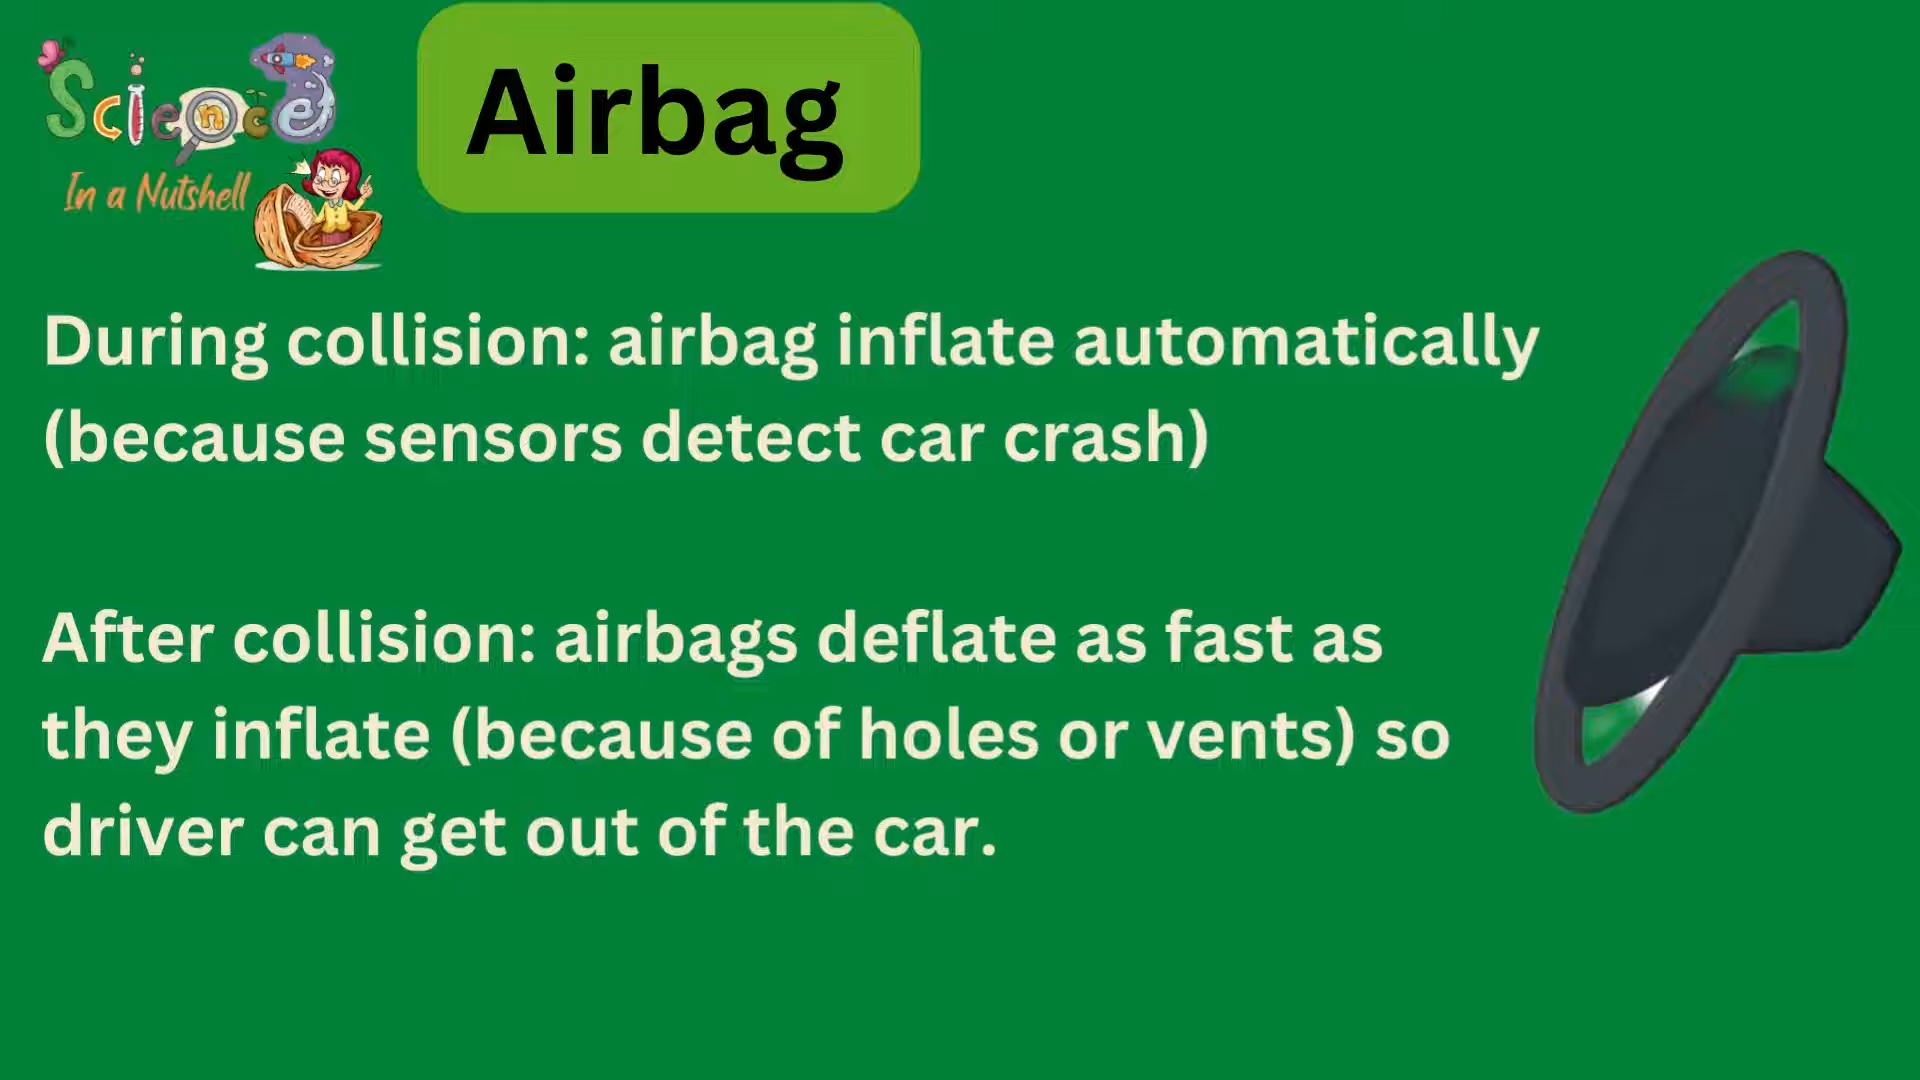 Science
In a Nutshell
Airbag
During collision: airbag inflate automatically
(because sensors detect car crash)
After collision: airbags deflate as fast as
they inflate (because of holes or vents) so
driver can get out of the car.